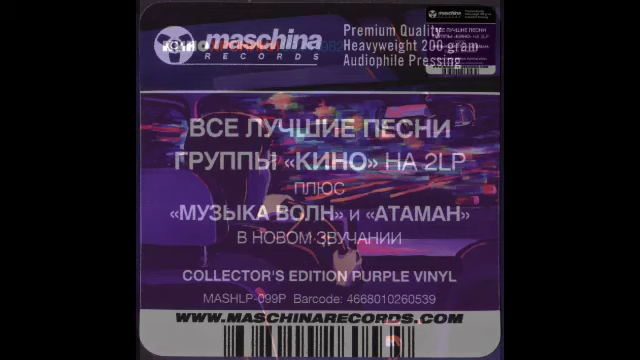 maschina
RECORDS
Premium Quality
Heavyweight 200 gram
Audiophile Pressing
ВСЕ ЛУЧШИЕ ПЕСНИ
ГРУППЫ «КИНО» НА 2LP
ПЛЮС
«МУЗЫКА ВОЛН» и «АТАМАН»
В НОВОМ ЗВУЧАНИИ
COLLECTOR'S EDITION PURPLE VINYL
MASHLP-099P Barcode: 4668010260539
WWW.MASCHINARECORDS.COM